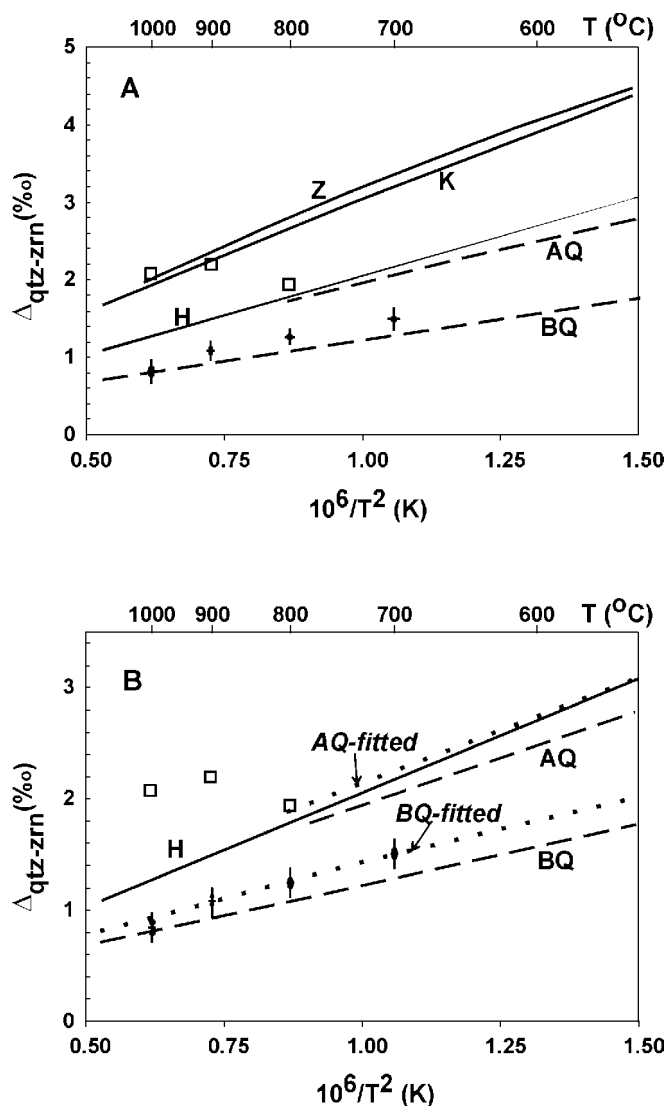 1000 900 800 700 600 T (°C)
5
A
4
Z
K
3
Δqtz-zrn(‰)
AQ
2
H
BQ
1
0
0.50 0.75 1.00 1.25 1.50
10⁶/T² (K)
1000 900 800 700 600 T (°C)
B
3
AQ-fitted
AQ
Δqtz-zrn(‰)
2
BQ-fitted
H
BQ
1
0
0.50 0.75 1.00 1.25 1.50
10⁶/T² (K)